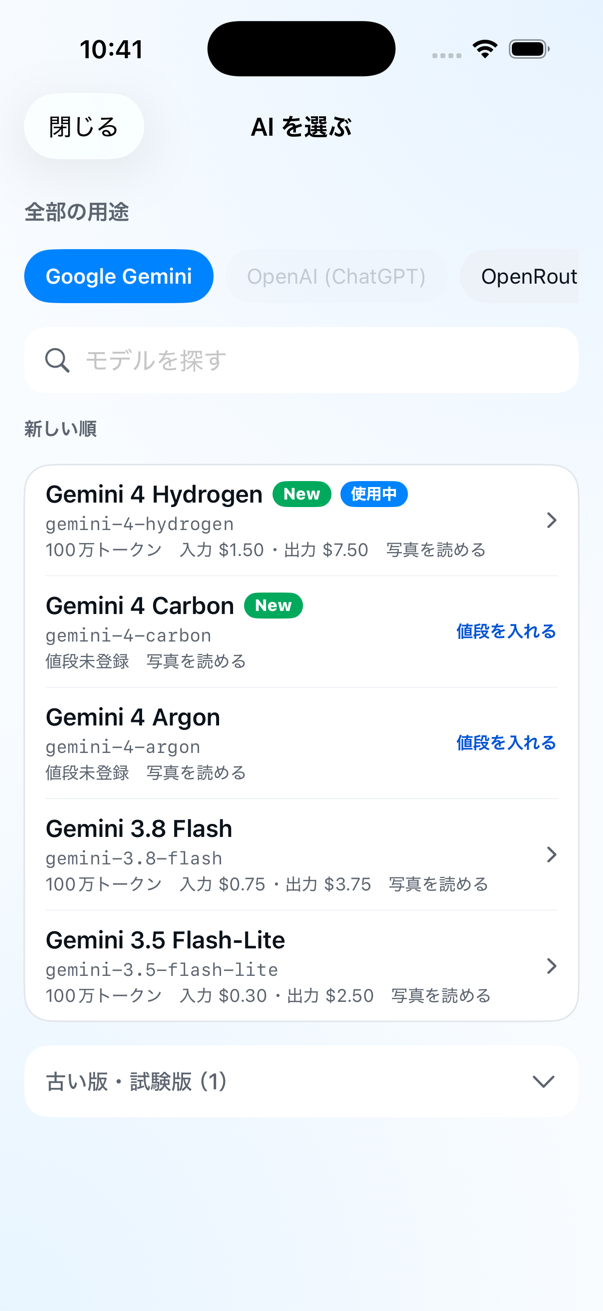 10:41
閉じる
AI を選ぶ
全部の用途
Google Gemini
OpenAI (ChatGPT)
OpenRout
モデルを探す
新しい順
Gemini 4 Hydrogen New 使用中
gemini-4-hydrogen
100万トークン 入力 $1.50・出力 $7.50 写真を読める
Gemini 4 Carbon New
gemini-4-carbon
値段未登録 写真を読める
値段を入れる
Gemini 4 Argon
gemini-4-argon
値段未登録 写真を読める
値段を入れる
Gemini 3.8 Flash
gemini-3.8-flash
100万トークン 入力 $0.75・出力 $3.75 写真を読める
Gemini 3.5 Flash-Lite
gemini-3.5-flash-lite
100万トークン 入力 $0.30・出力 $2.50 写真を読める
古い版・試験版 (1)